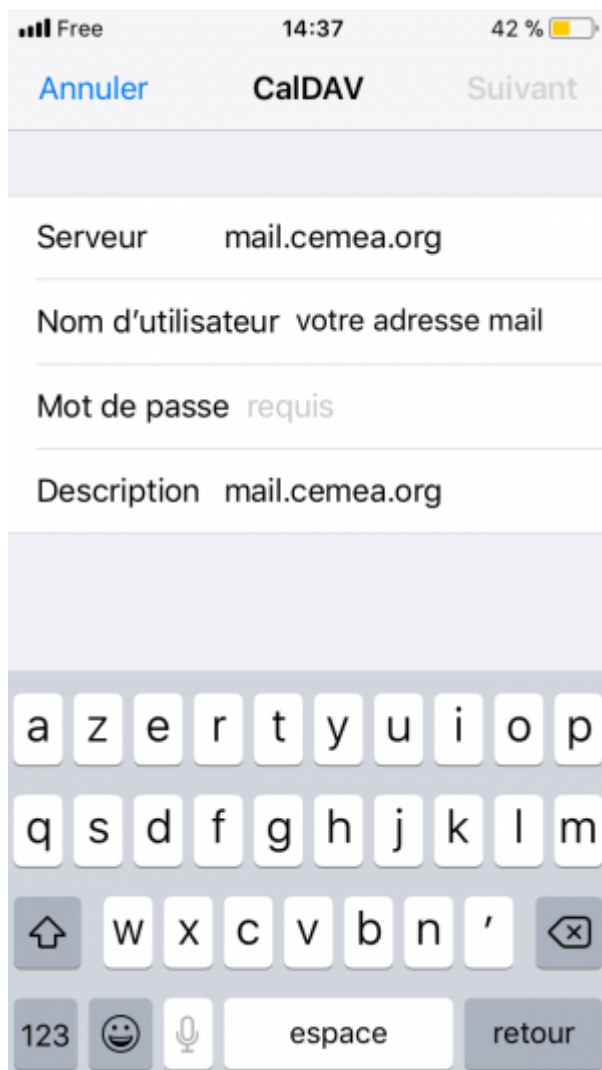 Free 14:37 42 %
Annuler CalDAV Suivant
Serveur mail.cemea.org
Nom d’utilisateur votre adresse mail
Mot de passe requis
Description mail.cemea.org
a z e r t y u i o p
q s d f g h j k l m
w x c v b n ’
123 espace retour